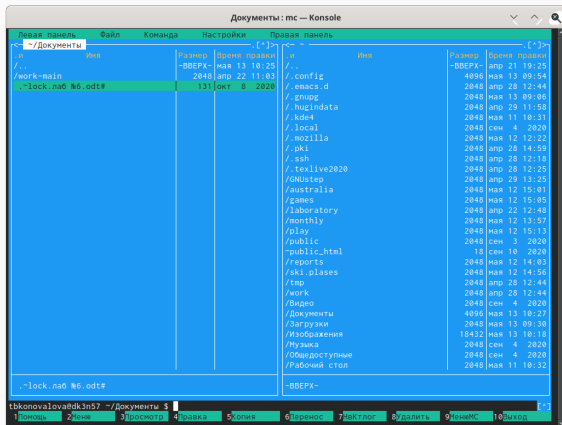 Документы : mc — Konsole
Левая панель Файл Команда Настройки Правая панель
<— ~/Документы .[^]> <— ~ .[^]>
.и Имя Размер Время правки .и Имя Размер Время правки
/.. -ВВЕРХ- мая 13 10:25 /.. -ВВЕРХ- апр 21 19:25
/work-main 2048 апр 22 11:03 /.config 4096 мая 13 09:54
.~lock.лаб №6.odt# 131 окт 8 2020 /.emacs.d 2048 апр 28 12:44
/.gnupg 2048 мая 13 09:06
/.hugindata 2048 апр 29 11:58
/.kde4 2048 мая 11 10:31
/.local 2048 сен 4 2020
/.mozilla 2048 мая 12 12:22
/.pki 2048 апр 28 14:59
/.ssh 2048 апр 28 12:18
/.texlive2020 2048 апр 28 12:25
/GNUstep 2048 апр 29 13:25
/australia 2048 мая 12 15:01
/games 2048 мая 12 15:05
/laboratory 2048 апр 22 12:48
/monthly 2048 мая 12 13:57
/play 2048 мая 12 15:13
/public 2048 сен 3 2020
~public_html 18 сен 10 2020
/reports 2048 мая 12 14:03
/ski.plases 2048 мая 12 14:56
/tmp 2048 апр 28 12:44
/work 2048 апр 28 12:44
/Видео 2048 сен 4 2020
/Документы 4096 мая 13 10:27
/Загрузки 2048 мая 13 09:30
/Изображения 18432 мая 13 10:18
/Музыка 2048 сен 4 2020
/Общедоступные 2048 сен 4 2020
/Рабочий стол 2048 мая 11 10:32
.~lock.лаб №6.odt# -ВВЕРХ-
tbkonovalova@dk3n57 ~/Документы $ [^]
1Помощь 2Меню 3Просмотр 4Правка 5Копия 6Перенос 7НвКтлог 8Удалить 9МенюMC 10Выход